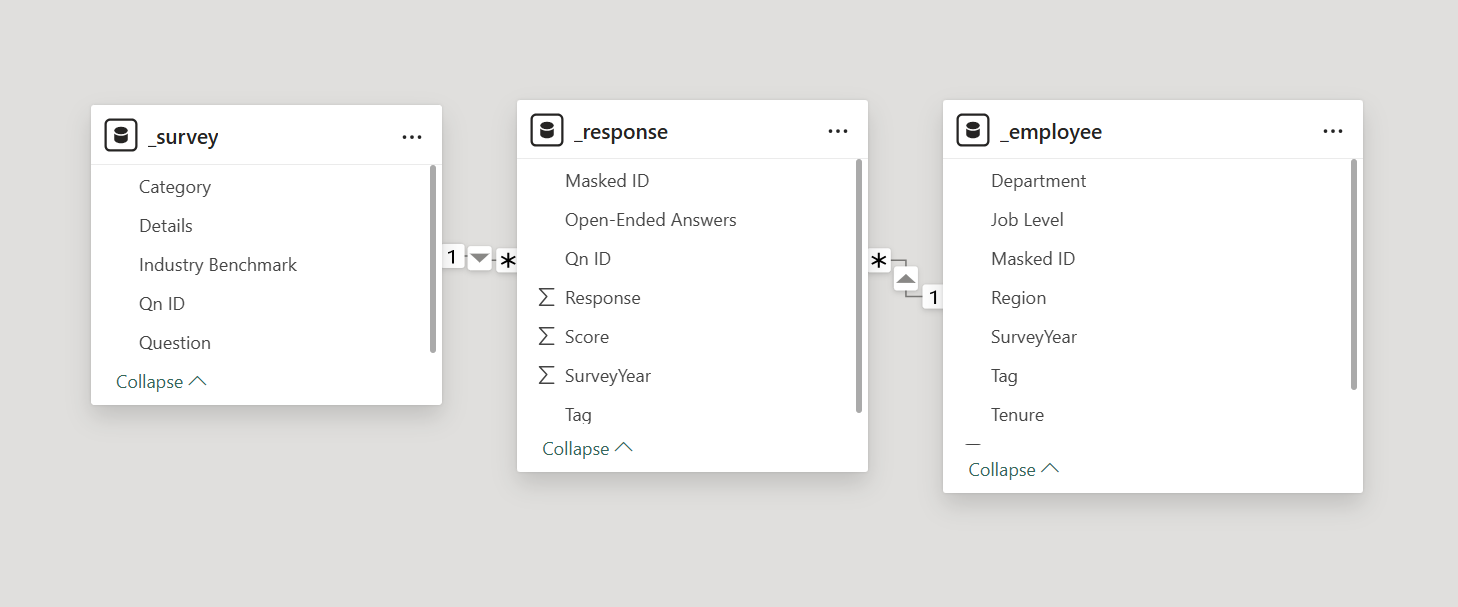 _survey
Category
Details
Industry Benchmark
Qn ID
Question
Collapse
1
*
_response
Masked ID
Open-Ended Answers
Qn ID
Σ Response
Σ Score
Σ SurveyYear
Tag
Collapse
*
1
_employee
Department
Job Level
Masked ID
Region
SurveyYear
Tag
Tenure
Collapse